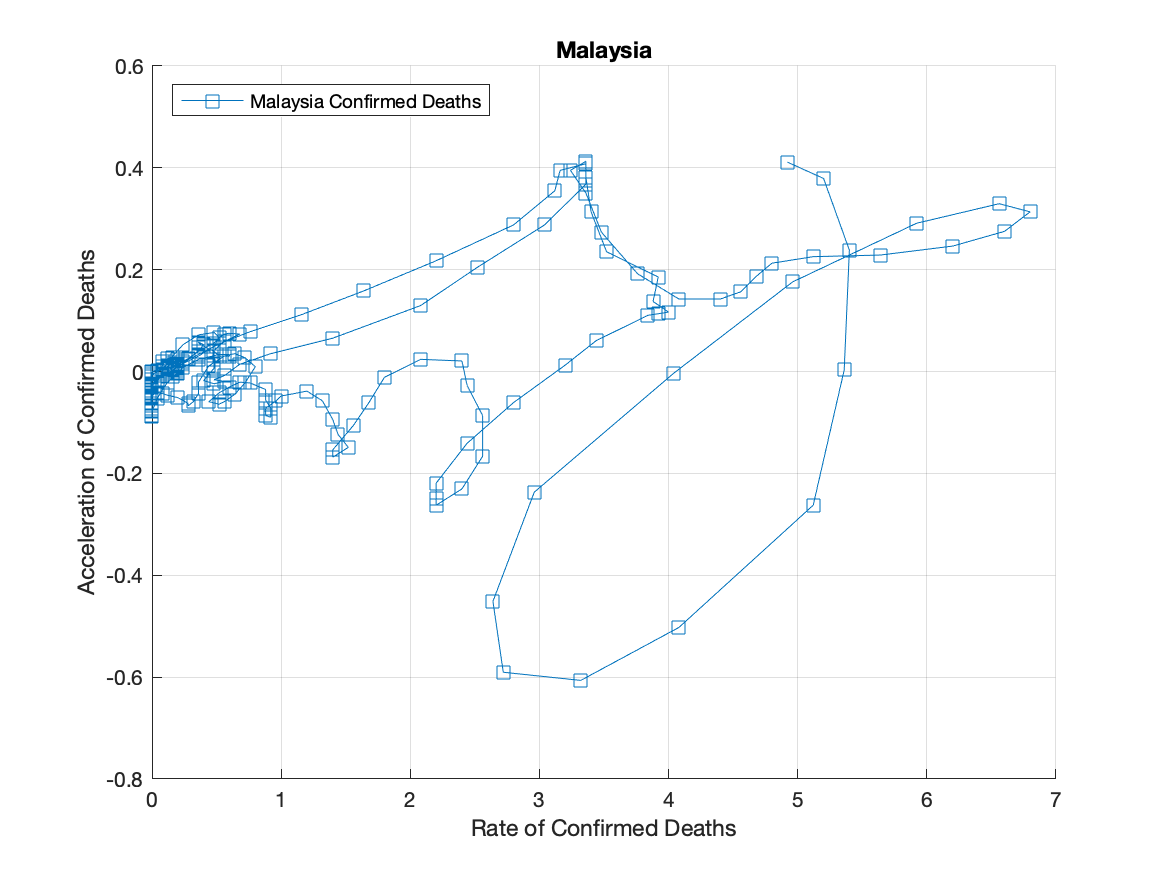 Malaysia
Malaysia Confirmed Deaths
0.6
0.4
0.2
0
-0.2
-0.4
-0.6
-0.8
Acceleration of Confirmed Deaths
0 1 2 3 4 5 6 7
Rate of Confirmed Deaths